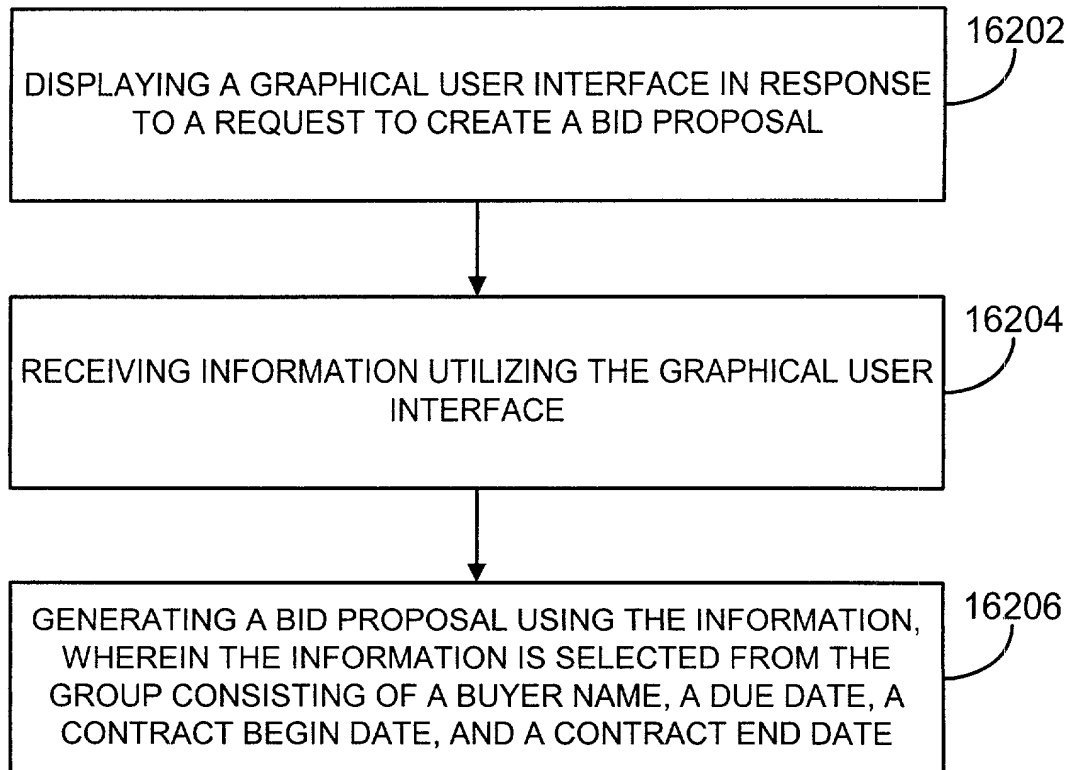 16202
DISPLAYING A GRAPHICAL USER INTERFACE IN RESPONSE
TO A REQUEST TO CREATE A BID PROPOSAL
16204
RECEIVING INFORMATION UTILIZING THE GRAPHICAL USER
INTERFACE
16206
GENERATING A BID PROPOSAL USING THE INFORMATION,
WHEREIN THE INFORMATION IS SELECTED FROM THE
GROUP CONSISTING OF A BUYER NAME, A DUE DATE, A
CONTRACT BEGIN DATE, AND A CONTRACT END DATE